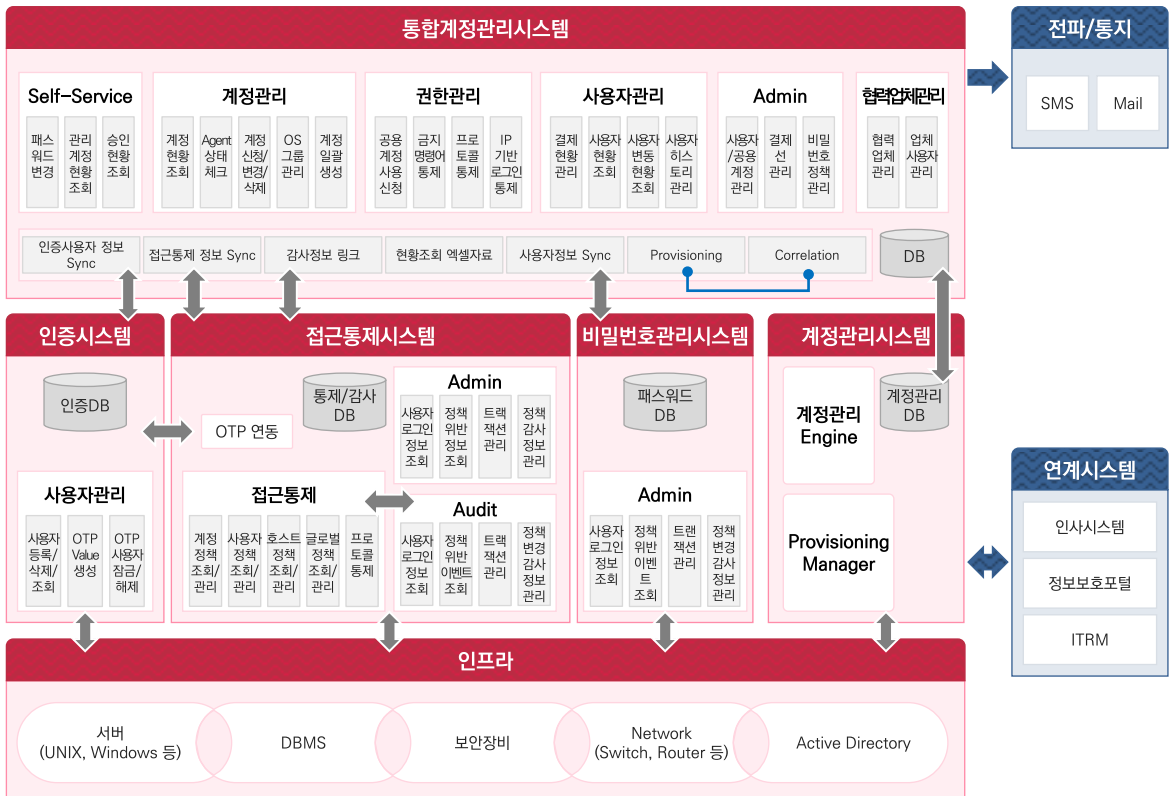 통합계정관리시스템
Self-Service
패스
워드
변경
관리
계정
현황
조회
승인
현황
조회
계정관리
계정
현황
조회
Agent
상태
체크
계정
신청/
변경/
삭제
OS
그룹
관리
계정
일괄
생성
권한관리
공용
계정
사용
신청
금지
명령어
통제
프로
토콜
통제
IP
기반
로그인
통제
사용자관리
결제
현황
관리
사용자
현황
조회
사용자
변동
현황
조회
사용자
히스
토리
관리
Admin
사용자
/공용
계정
관리
결제
선
관리
비밀
번호
정책
관리
협력업체관리
협력
업체
관리
업체
사용자
관리
인증사용자 정보
Sync
접근통제 정보 Sync
감사정보 링크
현황조회 엑셀자료
사용자정보 Sync
Provisioning
Correlation
DB
전파/통지
SMS
Mail
인증시스템
인증DB
사용자관리
사용자
등록/
삭제/
조회
OTP
Value
생성
OTP
사용자
잠금/
해제
접근통제시스템
OTP 연동
통제/감사
DB
Admin
사용자
로그인
정보
조회
정책
위반
정보
조회
트랙
잭션
관리
정책
감사
정보
관리
접근통제
계정
정책
조회/
관리
사용자
정책
조회/
관리
호스트
정책
조회/
관리
글로벌
정책
조회/
관리
프로
토콜
통제
Audit
사용자
로그인
정보
조회
정책
위반
이벤트
조회
트랙
잭션
관리
정책
변경
감사
정보
관리
비밀번호관리시스템
패스워드
DB
Admin
사용자
로그인
정보
조회
정책
위반
이벤
트
조회
트랜
잭션
관리
정책
변경
감사
정보
관리
계정관리시스템
계정관리
Engine
계정관리
DB
Provisioning
Manager
연계시스템
인사시스템
정보보호포털
ITRM
인프라
서버
(UNIX, Windows 등)
DBMS
보안장비
Network
(Switch, Router 등)
Active Directory